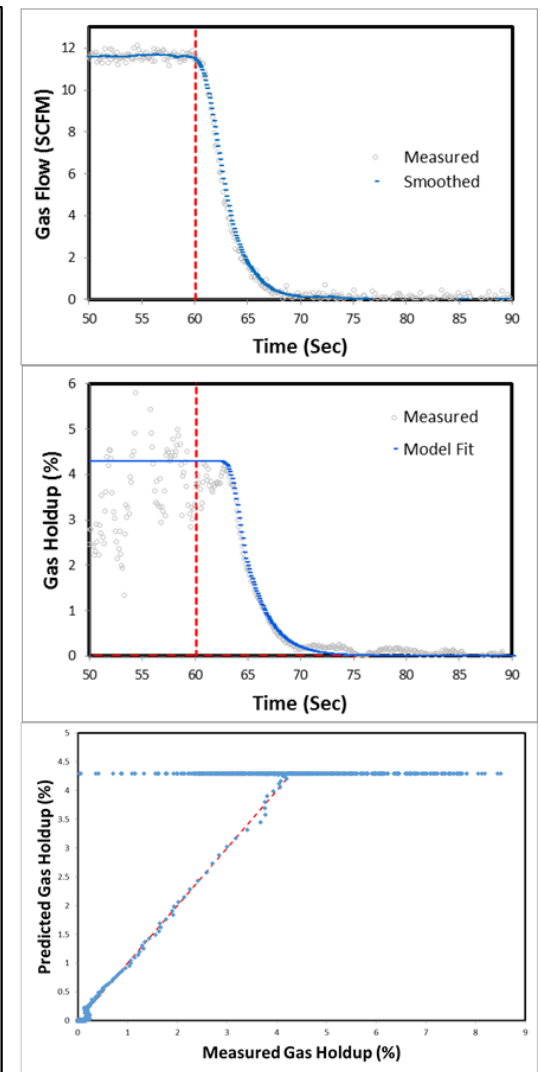 Gas Flow (SCFM)
12
10
8
6
4
2
0
Measured
Smoothed
50 55 60 65 70 75 80 85 90
Time (Sec)
Gas Holdup (%)
6
5
4
3
2
1
0
Measured
Model Fit
50 55 60 65 70 75 80 85 90
Time (Sec)
Predicted Gas Holdup (%)
5
4.5
4
3.5
3
2.5
2
1.5
1
0.5
0
0 1 2 3 4 5 6 7 8 9
Measured Gas Holdup (%)